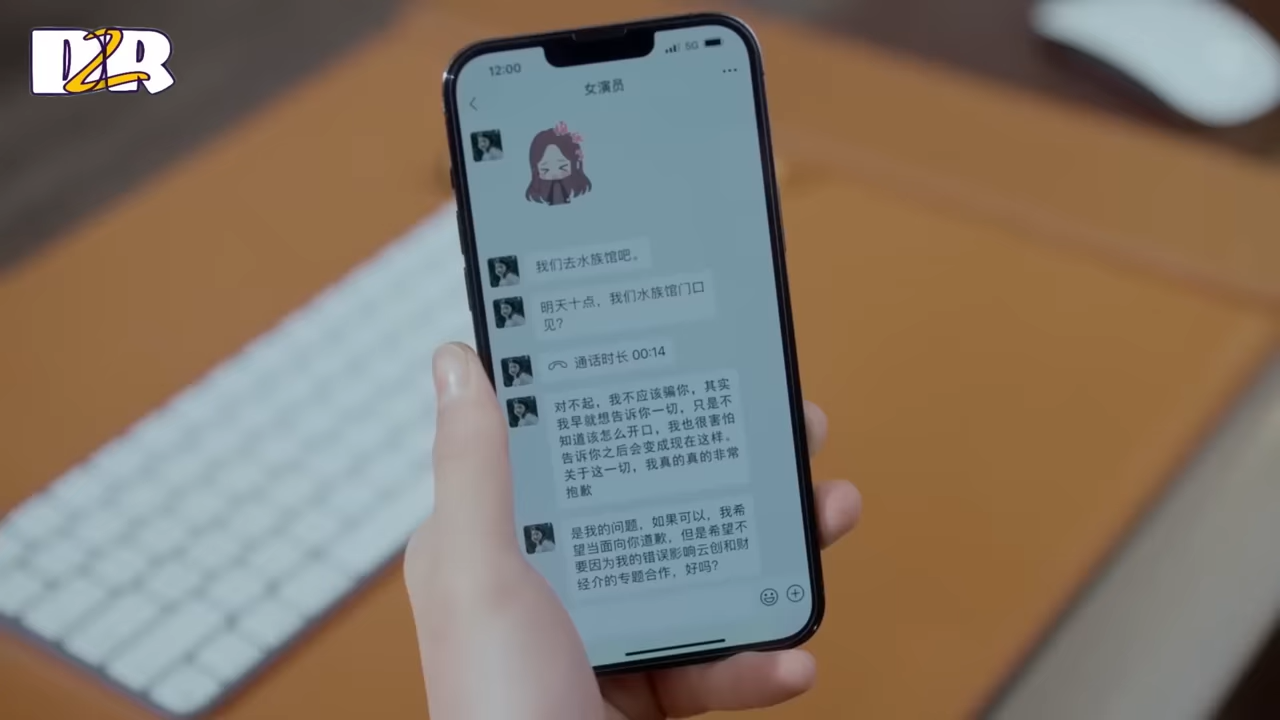 DZR
12:00
5G
女演员
我们去水族馆吧。
明天十点，我们水族馆门口
见？
通话时长 00:14
对不起，我不应该骗你，其实
我早就想告诉你一切，只是不
知道该怎么开口，我也很害怕
告诉你之后会变成现在这样。
关于这一切，我真的真的非常
抱歉
是我的问题，如果可以，我希
望当面向你道歉，但是希望不
要因为我的错误影响云创和财
经介的专题合作，好吗？